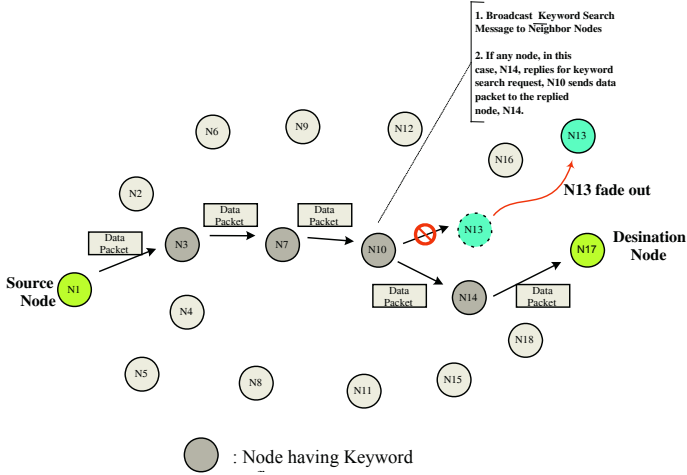 1. Broadcast Keyword Search
Message to Neighbor Nodes
2. If any node, in this
case, N14, replies for keyword
search request, N10 sends data
packet to the replied
node, N14.
N6
N9
N12
N13
N16
N2
N13 fade out
Data
Packet
Data
Packet
Data
Packet
N3
N7
N10
N13
N17
Desination
Node
Source
Node
N1
Data
Packet
N14
Data
Packet
N4
N18
N5
N8
N11
N15
: Node having Keyword